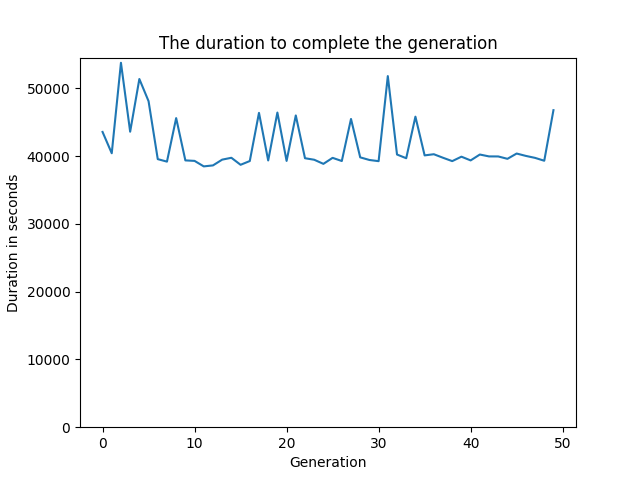 The duration to complete the generation
Duration in seconds
50000
40000
30000
20000
10000
0
0 10 20 30 40 50
Generation